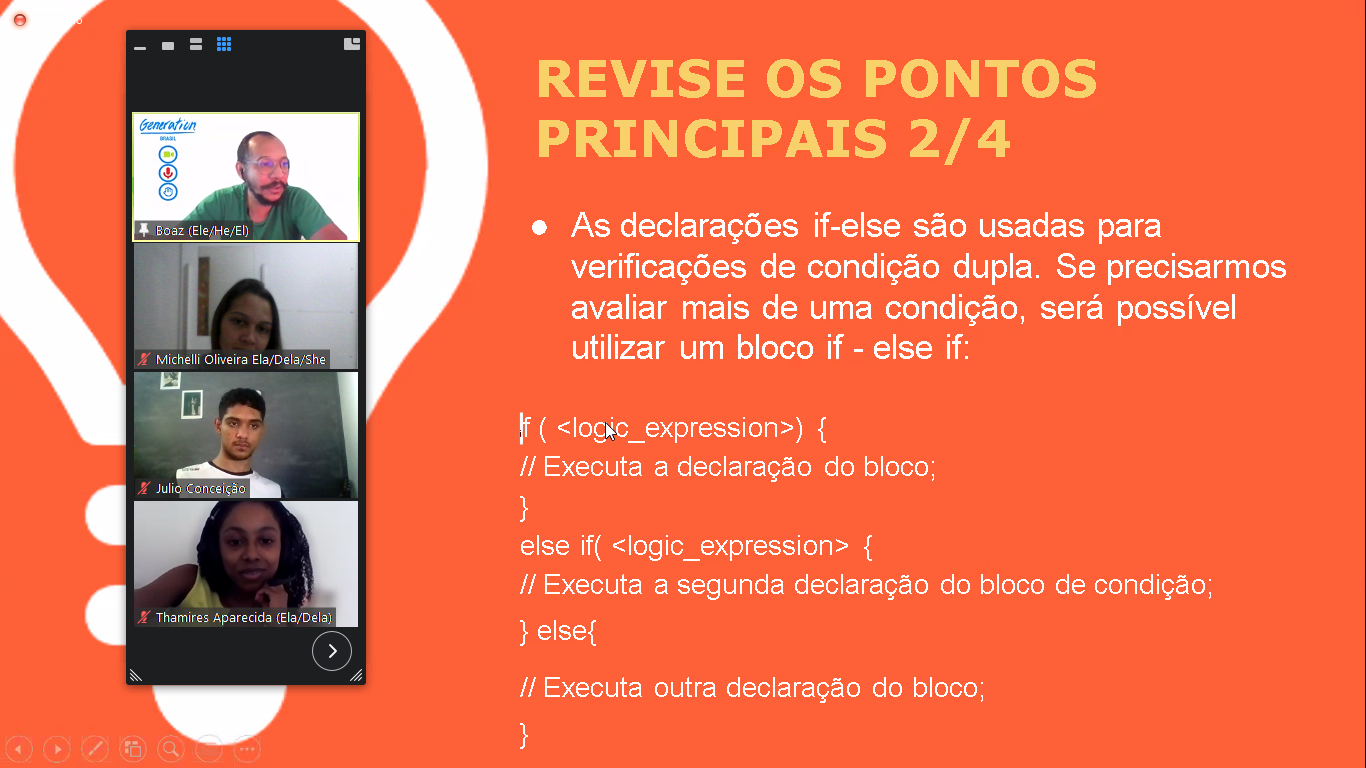 Generation
BRASIL
Boaz (Ele/He/El)
Michelli Oliveira Ela/Dela/She
Julio Conceição
Thamires Aparecida (Ela/Dela)
REVISE OS PONTOS
PRINCIPAIS 2/4
● As declarações if-else são usadas para
verificações de condição dupla. Se precisarmos
avaliar mais de uma condição, será possível
utilizar um bloco if - else if:
if ( <logic_expression>) {
// Executa a declaração do bloco;
}
else if( <logic_expression> {
// Executa a segunda declaração do bloco de condição;
} else{
// Executa outra declaração do bloco;
}